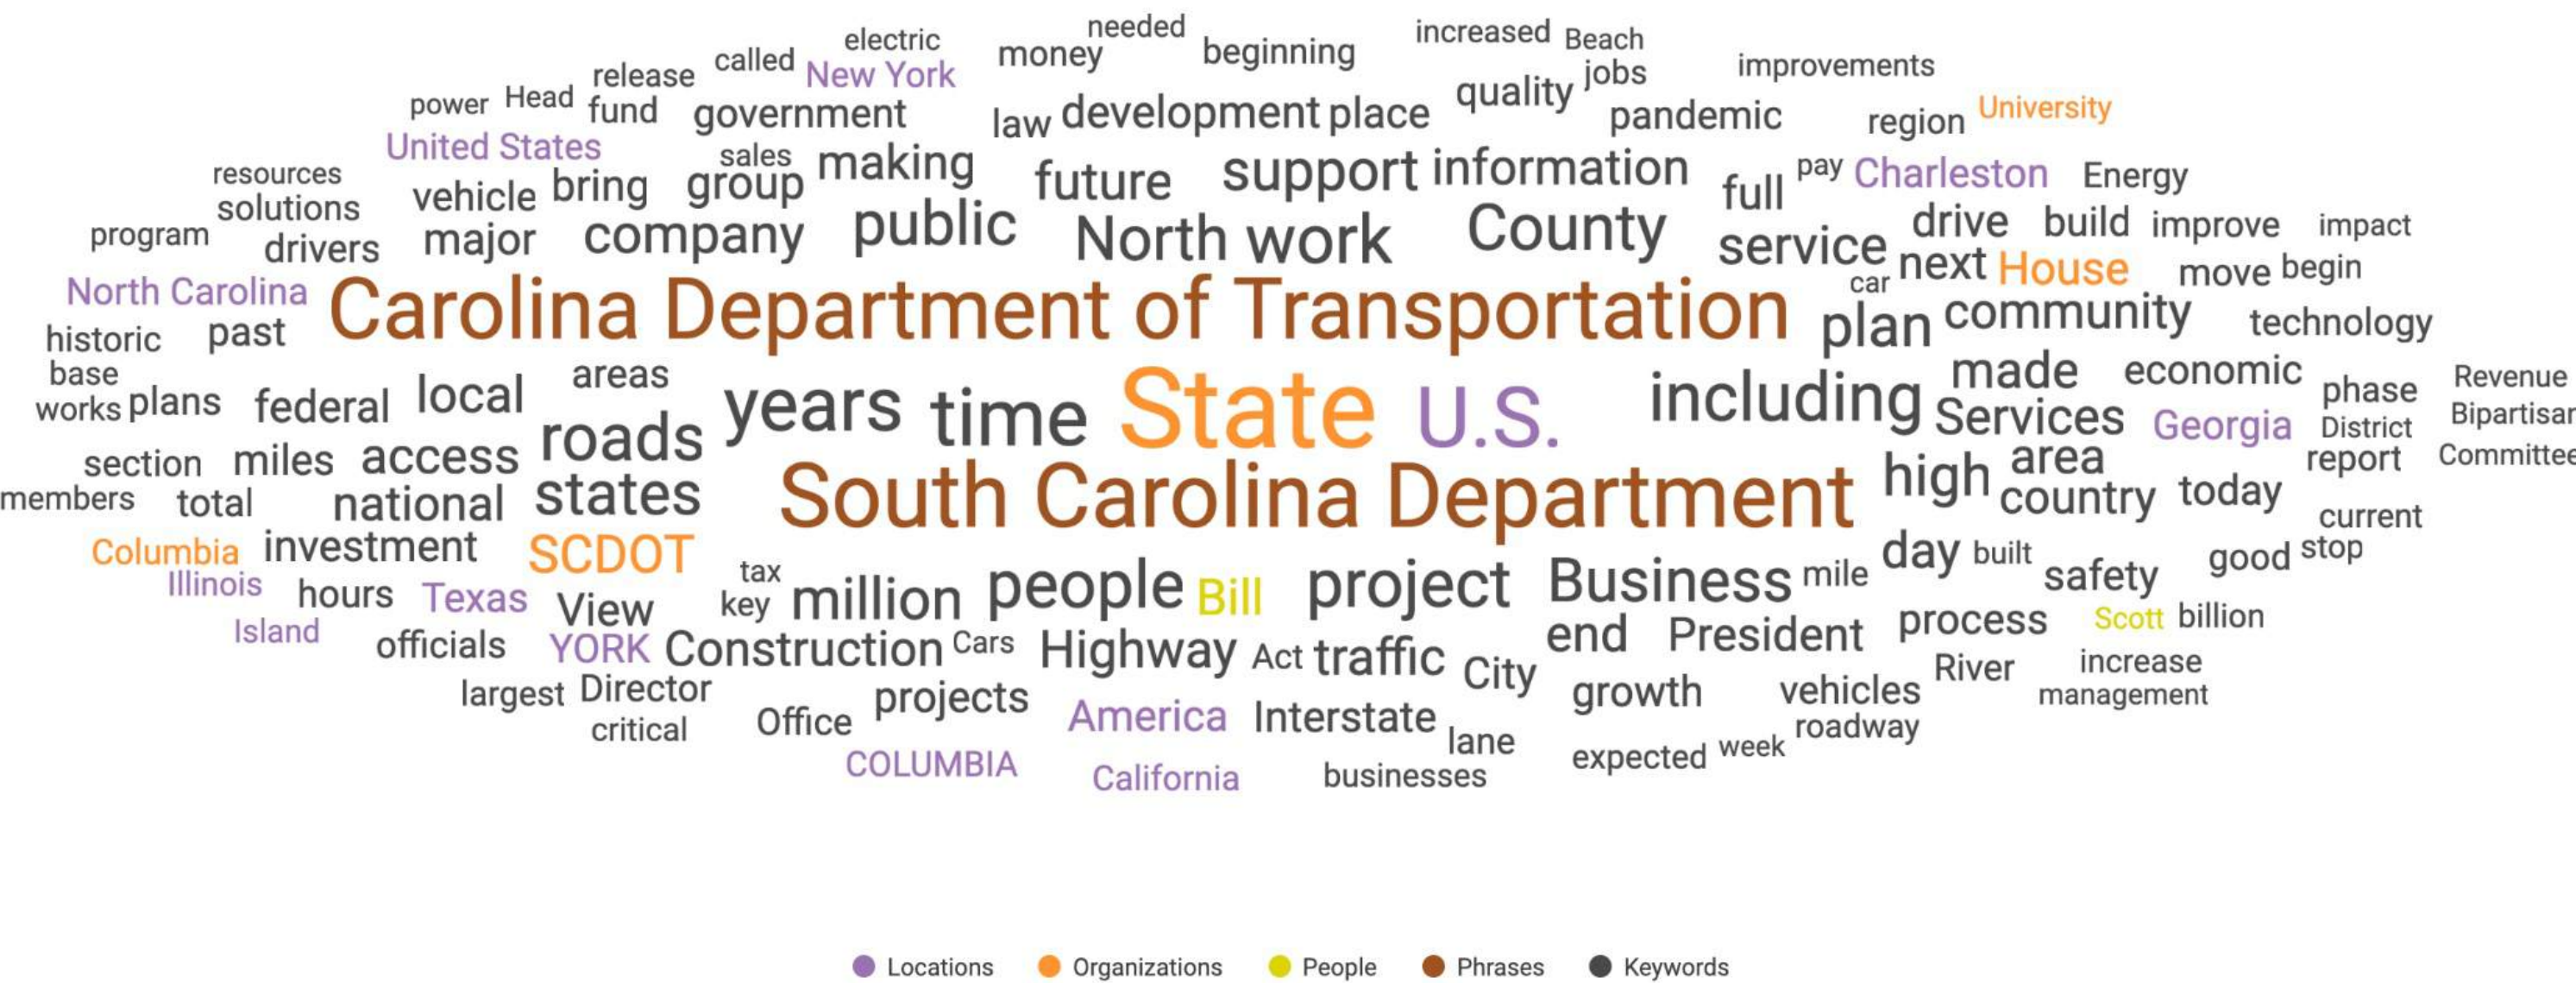 needed
increased
electric
Beach
money
beginning
called
improvements
release
New York
jobs
quality
power
Head
fund
government
law
development
place
pandemic
region
University
United States
sales
making
future
support
information
pay
Charleston
Energy
resources
solutions
vehicle
bring
group
full
program
drivers
major
company
public
North
work
County
service
drive
build
improve
impact
North Carolina
Carolina Department of Transportation
car
next
House
move
begin
historic
past
plan
community
technology
base
works
plans
federal
local
areas
years
time
State
U.S.
including
made
economic
phase
Revenue
Services
Georgia
District
Bipartisan
section
miles
access
roads
area
report
Committee
members
total
national
states
South Carolina Department
high
country
today
current
Columbia
investment
SCDOT
tax
day
built
good
stop
Illinois
hours
Texas
View
key
million
people
Bill
project
Business
mile
safety
Island
officials
YORK
Construction
Cars
Highway
Act
traffic
City
end
President
process
Scott
billion
largest
Director
projects
growth
vehicles
River
increase
management
critical
Office
America
Interstate
lane
expected
week
roadway
COLUMBIA
California
businesses
Locations
Organizations
People
Phrases
Keywords